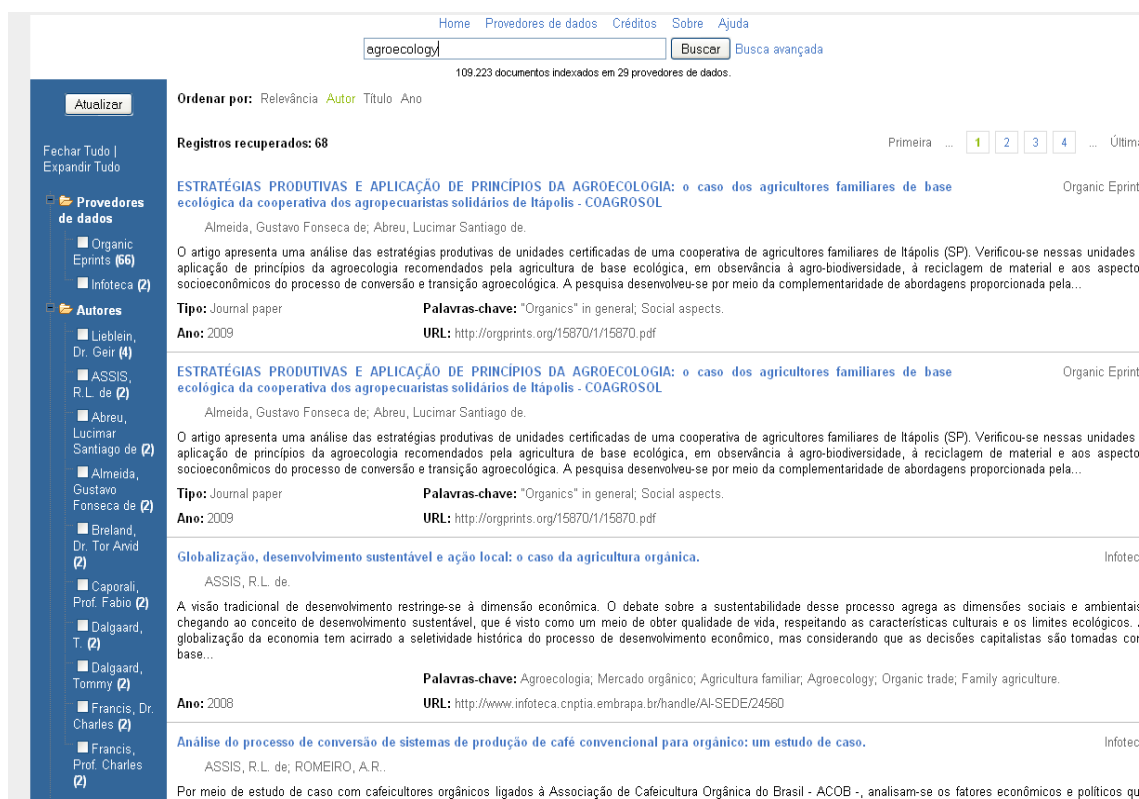 Home Provedores de dados Créditos Sobre Ajuda
agroecology Buscar Busca avançada
109.223 documentos indexados em 29 provedores de dados.
Atualizar
Fechar Tudo |
Expandir Tudo
Provedores
de dados
Organic
Eprints (66)
Infoteca (2)
Autores
Lieblein,
Dr. Geir (4)
ASSIS,
R.L. de (2)
Abreu,
Lucimar
Santiago de (2)
Almeida,
Gustavo
Fonseca de (2)
Breland,
Dr. Tor Arvid
(2)
Caporali,
Prof. Fabio (2)
Dalgaard,
T. (2)
Dalgaard,
Tommy (2)
Francis, Dr.
Charles (2)
Francis,
Prof. Charles
(2)
Ordenar por: Relevância Autor Título Ano
Registros recuperados: 68 Primeira ... 1 2 3 4 ... Última
ESTRATÉGIAS PRODUTIVAS E APLICAÇÃO DE PRINCÍPIOS DA AGROECOLOGIA: o caso dos agricultores familiares de base Organic Eprint
ecológica da cooperativa dos agropecuaristas solidários de Itápolis - COAGROSOL
Almeida, Gustavo Fonseca de; Abreu, Lucimar Santiago de.
O artigo apresenta uma análise das estratégias produtivas de unidades certificadas de uma cooperativa de agricultores familiares de Itápolis (SP). Verificou-se nessas unidades
aplicação de princípios da agroecologia recomendados pela agricultura de base ecológica, em observância à agro-biodiversidade, à reciclagem de material e aos aspecto
socioeconômicos do processo de conversão e transição agroecológica. A pesquisa desenvolveu-se por meio da complementaridade de abordagens proporcionada pela...
Tipo: Journal paper Palavras-chave: "Organics" in general; Social aspects.
Ano: 2009 URL: http://orgprints.org/15870/1/15870.pdf
ESTRATÉGIAS PRODUTIVAS E APLICAÇÃO DE PRINCÍPIOS DA AGROECOLOGIA: o caso dos agricultores familiares de base Organic Eprint
ecológica da cooperativa dos agropecuaristas solidários de Itápolis - COAGROSOL
Almeida, Gustavo Fonseca de; Abreu, Lucimar Santiago de.
O artigo apresenta uma análise das estratégias produtivas de unidades certificadas de uma cooperativa de agricultores familiares de Itápolis (SP). Verificou-se nessas unidades
aplicação de princípios da agroecologia recomendados pela agricultura de base ecológica, em observância à agro-biodiversidade, à reciclagem de material e aos aspecto
socioeconômicos do processo de conversão e transição agroecológica. A pesquisa desenvolveu-se por meio da complementaridade de abordagens proporcionada pela...
Tipo: Journal paper Palavras-chave: "Organics" in general; Social aspects.
Ano: 2009 URL: http://orgprints.org/15870/1/15870.pdf
Globalização, desenvolvimento sustentável e ação local: o caso da agricultura orgânica. Infotec
ASSIS, R.L. de.
A visão tradicional de desenvolvimento restringe-se à dimensão econômica. O debate sobre a sustentabilidade desse processo agrega as dimensões sociais e ambientais
chegando ao conceito de desenvolvimento sustentável, que é visto como um meio de obter qualidade de vida, respeitando as características culturais e os limites ecológicos. .
globalização da economia tem acirrado a seletividade histórica do processo de desenvolvimento econômico, mas considerando que as decisões capitalistas são tomadas con
base...
Palavras-chave: Agroecologia; Mercado orgânico; Agricultura familiar; Agroecology; Organic trade; Family agriculture.
Ano: 2008 URL: http://www.infoteca.cnptia.embrapa.br/handle/AI-SEDE/24560
Análise do processo de conversão de sistemas de produção de café convencional para orgânico: um estudo de caso. Infotec
ASSIS, R.L. de; ROMEIRO, A.R..
Por meio de estudo de caso com cafeicultores orgânicos ligados à Associação de Cafeicultura Orgânica do Brasil - ACOB -, analisam-se os fatores econômicos e políticos qu